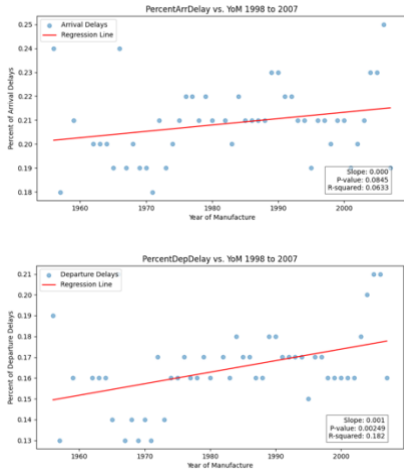 PercentArrDelay vs. YoM 1998 to 2007
Arrival Delays
Regression Line
Percent of Arrival Delays
0.25
0.24
0.23
0.22
0.21
0.20
0.19
0.18
Slope: 0.000
P-value: 0.0845
R-squared: 0.0633
1960 1970 1980 1990 2000
Year of Manufacture
PercentDepDelay vs. YoM 1998 to 2007
Departure Delays
Regression Line
Percent of Departure Delays
0.21
0.20
0.19
0.18
0.17
0.16
0.15
0.14
0.13
Slope: 0.001
P-value: 0.00249
R-squared: 0.182
1960 1970 1980 1990 2000
Year of Manufacture